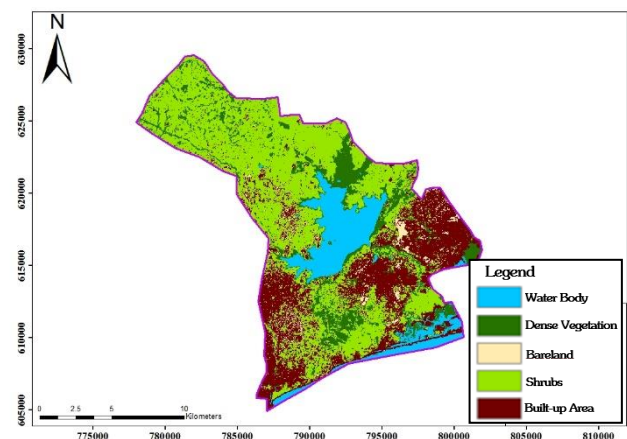 N
630000
625000
620000
615000
610000
605000
Legend
Water Body
Dense Vegetation
Bareland
Shrubs
Built-up Area
0 2.5 5 10
Kilometers
775000 780000 785000 790000 795000 800000 805000 810000